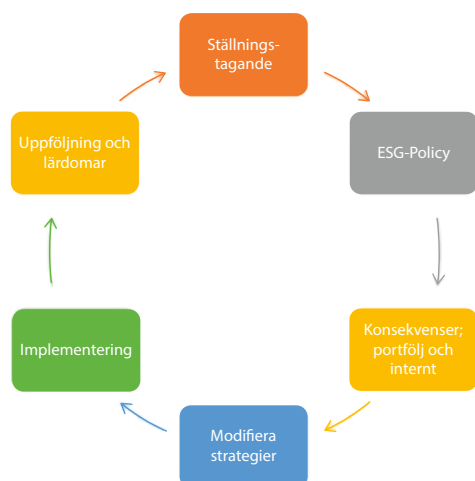 Ställnings-
tagande
ESG-Policy
Konsekvenser;
portfölj och
internt
Modifiera
strategier
Implementering
Uppföljning och
lärdomar